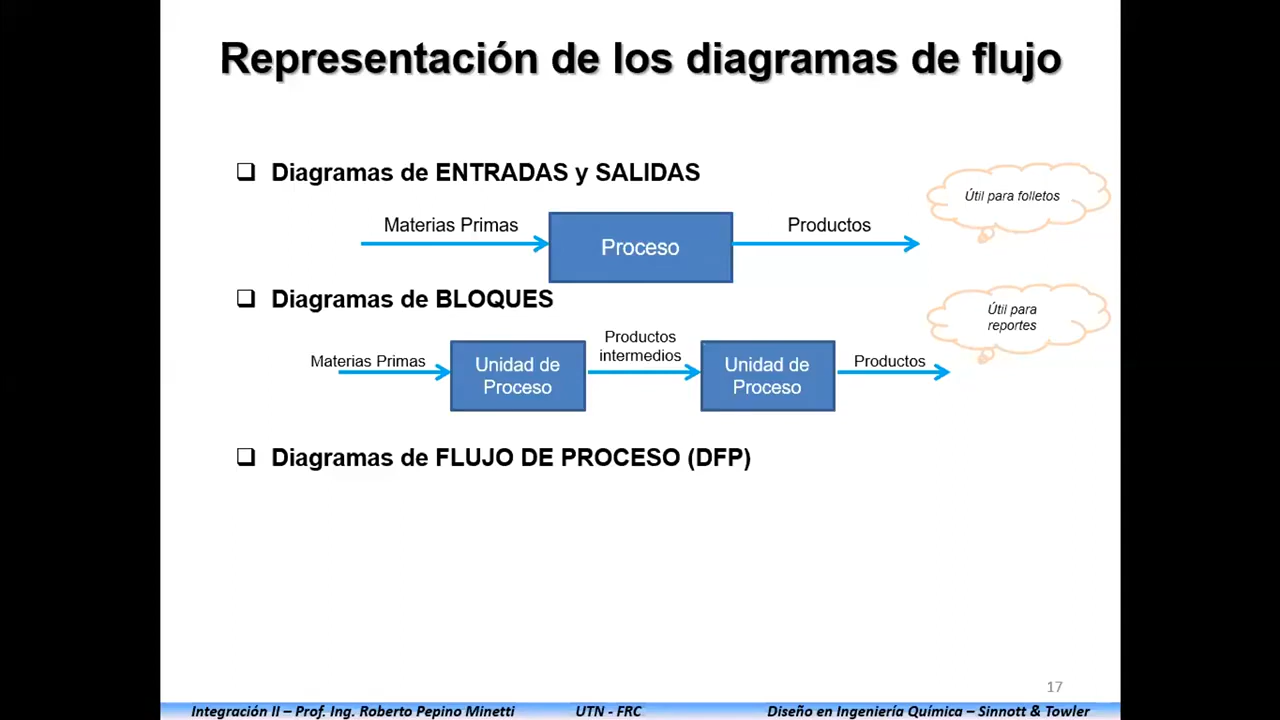 Representación de los diagramas de flujo
Diagramas de ENTRADAS y SALIDAS
Útil para folletos
Materias Primas
Proceso
Productos
Diagramas de BLOQUES
Útil para
reportes
Materias Primas
Unidad de
Proceso
Productos
intermedios
Unidad de
Proceso
Productos
Diagramas de FLUJO DE PROCESO (DFP)
17
Integración II – Prof. Ing. Roberto Pepino Minetti
UTN - FRC
Diseño en Ingeniería Química – Sinnott & Towler